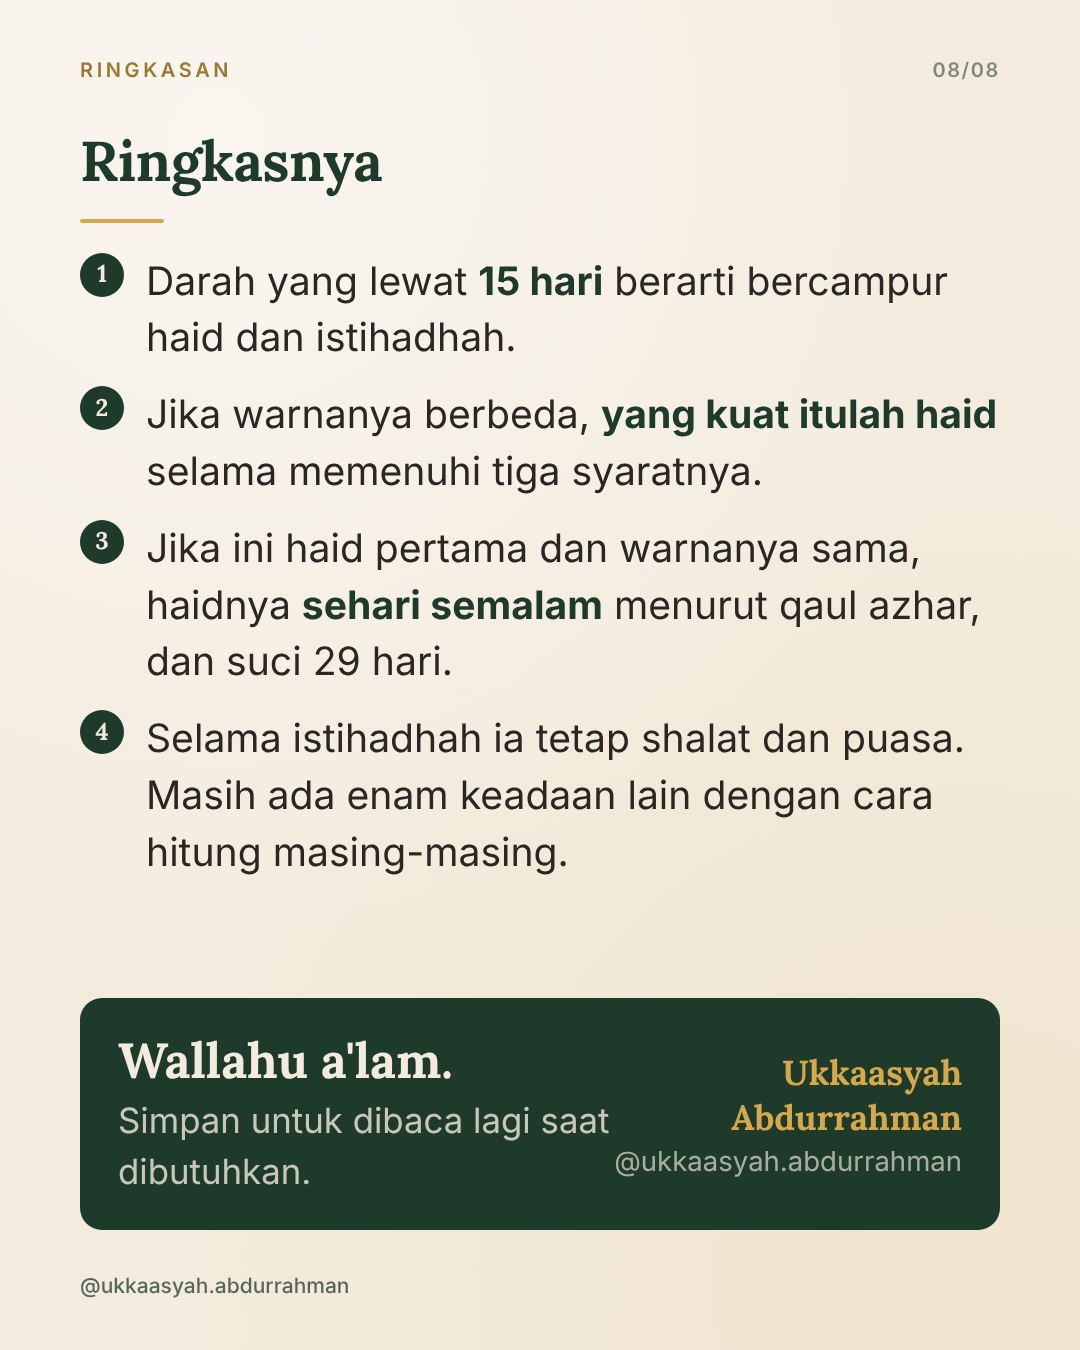 RINGKASAN
08/08
Ringkasnya
1 Darah yang lewat 15 hari berarti bercampur
haid dan istihadhah.
2 Jika warnanya berbeda, yang kuat itulah haid
selama memenuhi tiga syaratnya.
3 Jika ini haid pertama dan warnanya sama,
haidnya sehari semalam menurut qaul azhar,
dan suci 29 hari.
4 Selama istihadhah ia tetap shalat dan puasa.
Masih ada enam keadaan lain dengan cara
hitung masing-masing.
Wallahu a'lam.
Simpan untuk dibaca lagi saat
dibutuhkan.
Ukkaasyah
Abdurrahman
@ukkaasyah.abdurrahman
@ukkaasyah.abdurrahman